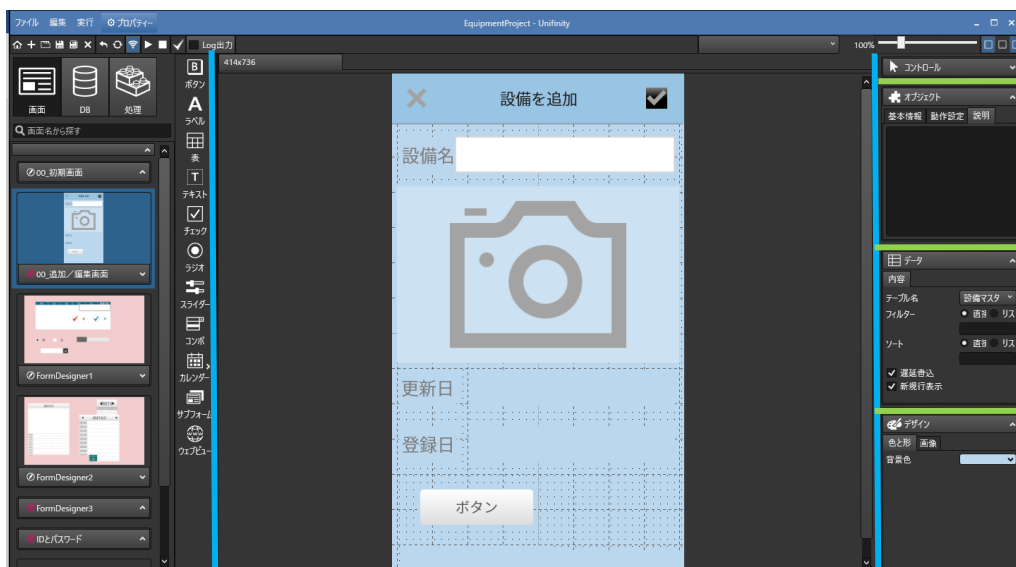 ファイル 編集 実行 プロパティー
EquipmentProject - Unifinity
Log出力
100%
画面
DB
処理
画面名から探す
00_初期画面
00_追加／編集画面
FormDesigner1
FormDesigner2
FormDesigner3
IDとパスワード
ボタン
ラベル
表
テキスト
チェック
ラジオ
スライダー
コンボ
カレンダー
サブフォーム
ウェブビュー
414x736
設備を追加
設備名
更新日
登録日
ボタン
コントロール
オブジェクト
基本情報 動作設定 説明
データ
内容
テーブル名 設備マスタ
フィルター 直接 リス
ソート 直接 リス
遅延書込
新規行表示
デザイン
色と形 画像
背景色